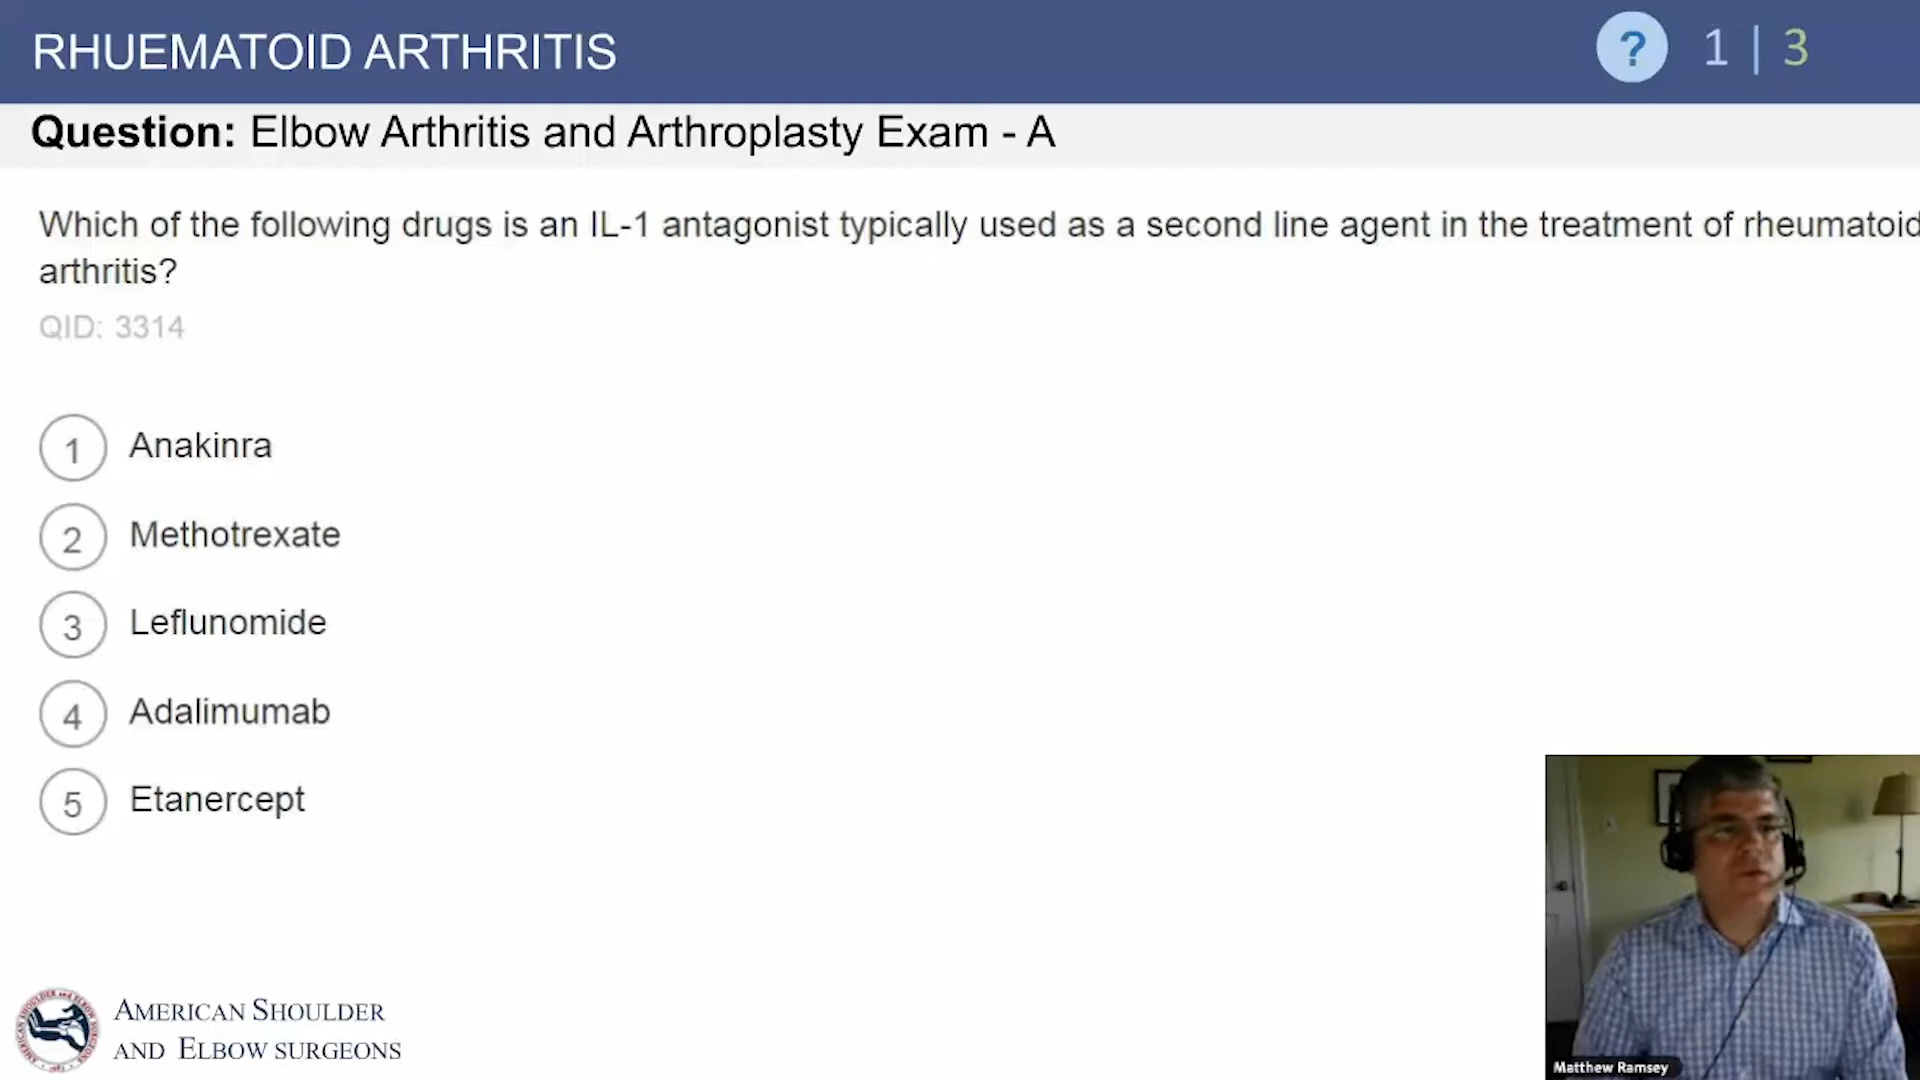 RHUEMATOID ARTHRITIS
? 1 | 3
Question: Elbow Arthritis and Arthroplasty Exam - A
Which of the following drugs is an IL-1 antagonist typically used as a second line agent in the treatment of rheumatoid
arthritis?
QID: 3314
1 Anakinra
2 Methotrexate
3 Leflunomide
4 Adalimumab
5 Etanercept
AMERICAN SHOULDER
AND ELBOW SURGEONS
Matthew Ramsey